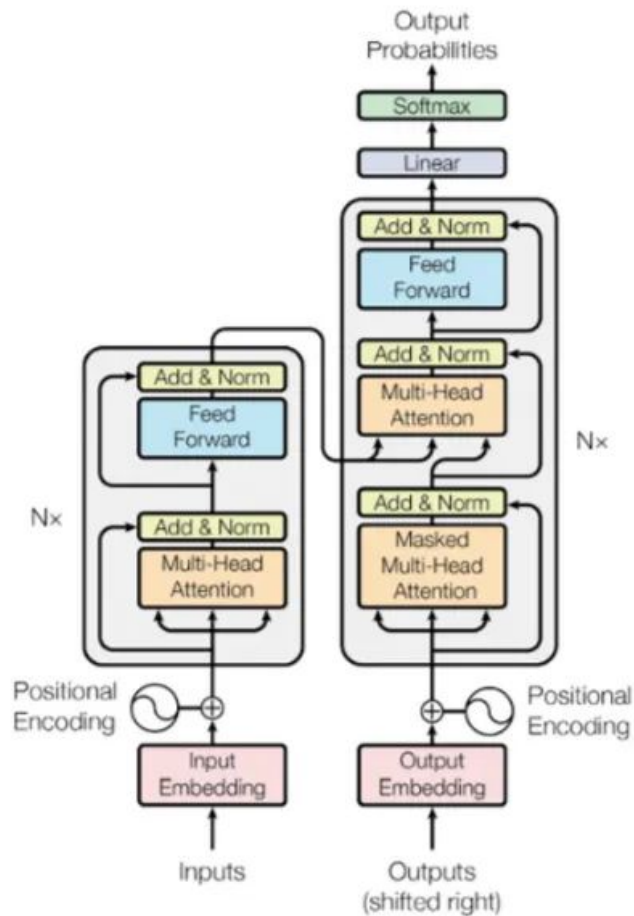 Output
Probabilities
Softmax
Linear
Add & Norm
Feed
Forward
Add & Norm
Multi-Head
Attention
Add & Norm
Masked
Multi-Head
Attention
N×
Add & Norm
Feed
Forward
Add & Norm
Multi-Head
Attention
N×
Positional
Encoding
Positional
Encoding
Input
Embedding
Output
Embedding
Inputs
Outputs
(shifted right)